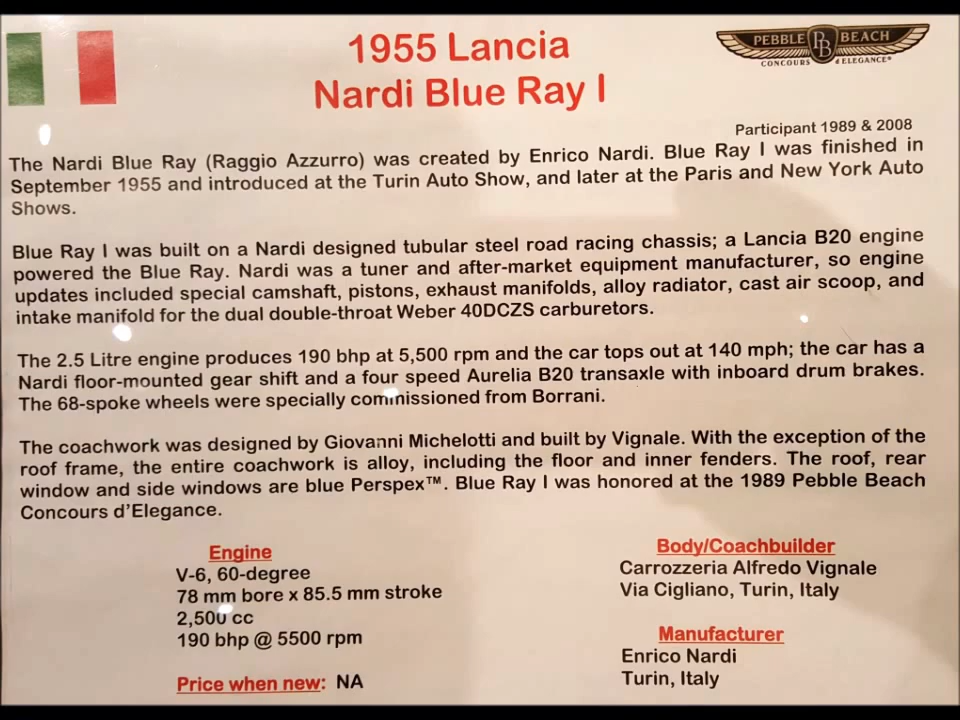 1955 Lancia
Nardi Blue Ray I
PEBBLE PB BEACH
CONCOURS d'ELEGANCE®
Participant 1989 & 2008
The Nardi Blue Ray (Raggio Azzurro) was created by Enrico Nardi. Blue Ray I was finished in
September 1955 and introduced at the Turin Auto Show, and later at the Paris and New York Auto
Shows.
Blue Ray I was built on a Nardi designed tubular steel road racing chassis; a Lancia B20 engine
powered the Blue Ray. Nardi was a tuner and after-market equipment manufacturer, so engine
updates included special camshaft, pistons, exhaust manifolds, alloy radiator, cast air scoop, and
intake manifold for the dual double-throat Weber 40DCZS carburetors.
The 2.5 Litre engine produces 190 bhp at 5,500 rpm and the car tops out at 140 mph; the car has a
Nardi floor-mounted gear shift and a four speed Aurelia B20 transaxle with inboard drum brakes.
The 68-spoke wheels were specially commissioned from Borrani.
The coachwork was designed by Giovanni Michelotti and built by Vignale. With the exception of the
roof frame, the entire coachwork is alloy, including the floor and inner fenders. The roof, rear
window and side windows are blue Perspex™. Blue Ray I was honored at the 1989 Pebble Beach
Concours d'Elegance.
Engine
V-6, 60-degree
78 mm bore x 85.5 mm stroke
2,500 cc
190 bhp @ 5500 rpm
Price when new: NA
Body/Coachbuilder
Carrozzeria Alfredo Vignale
Via Cigliano, Turin, Italy
Manufacturer
Enrico Nardi
Turin, Italy